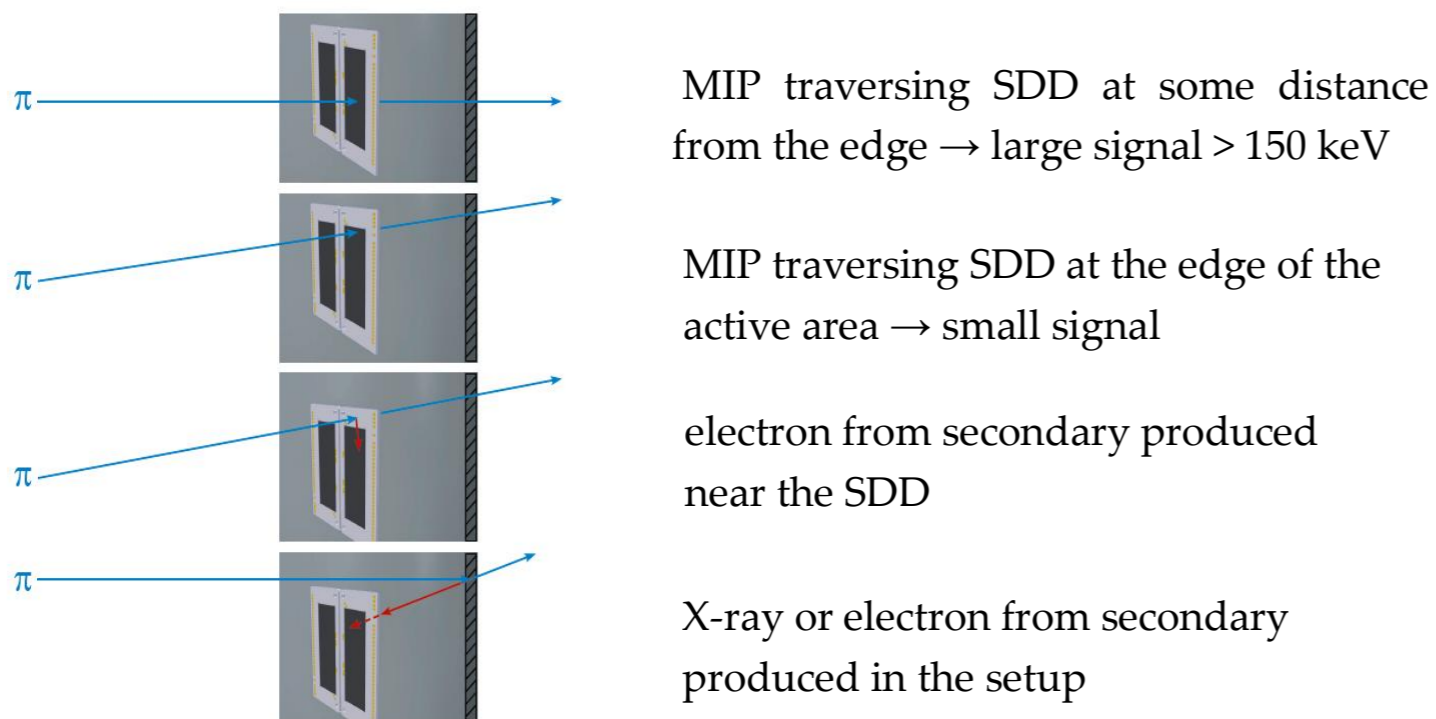 π
MIP traversing SDD at some distance
from the edge → large signal > 150 keV
π
MIP traversing SDD at the edge of the
active area → small signal
π
electron from secondary produced
near the SDD
π
X-ray or electron from secondary
produced in the setup